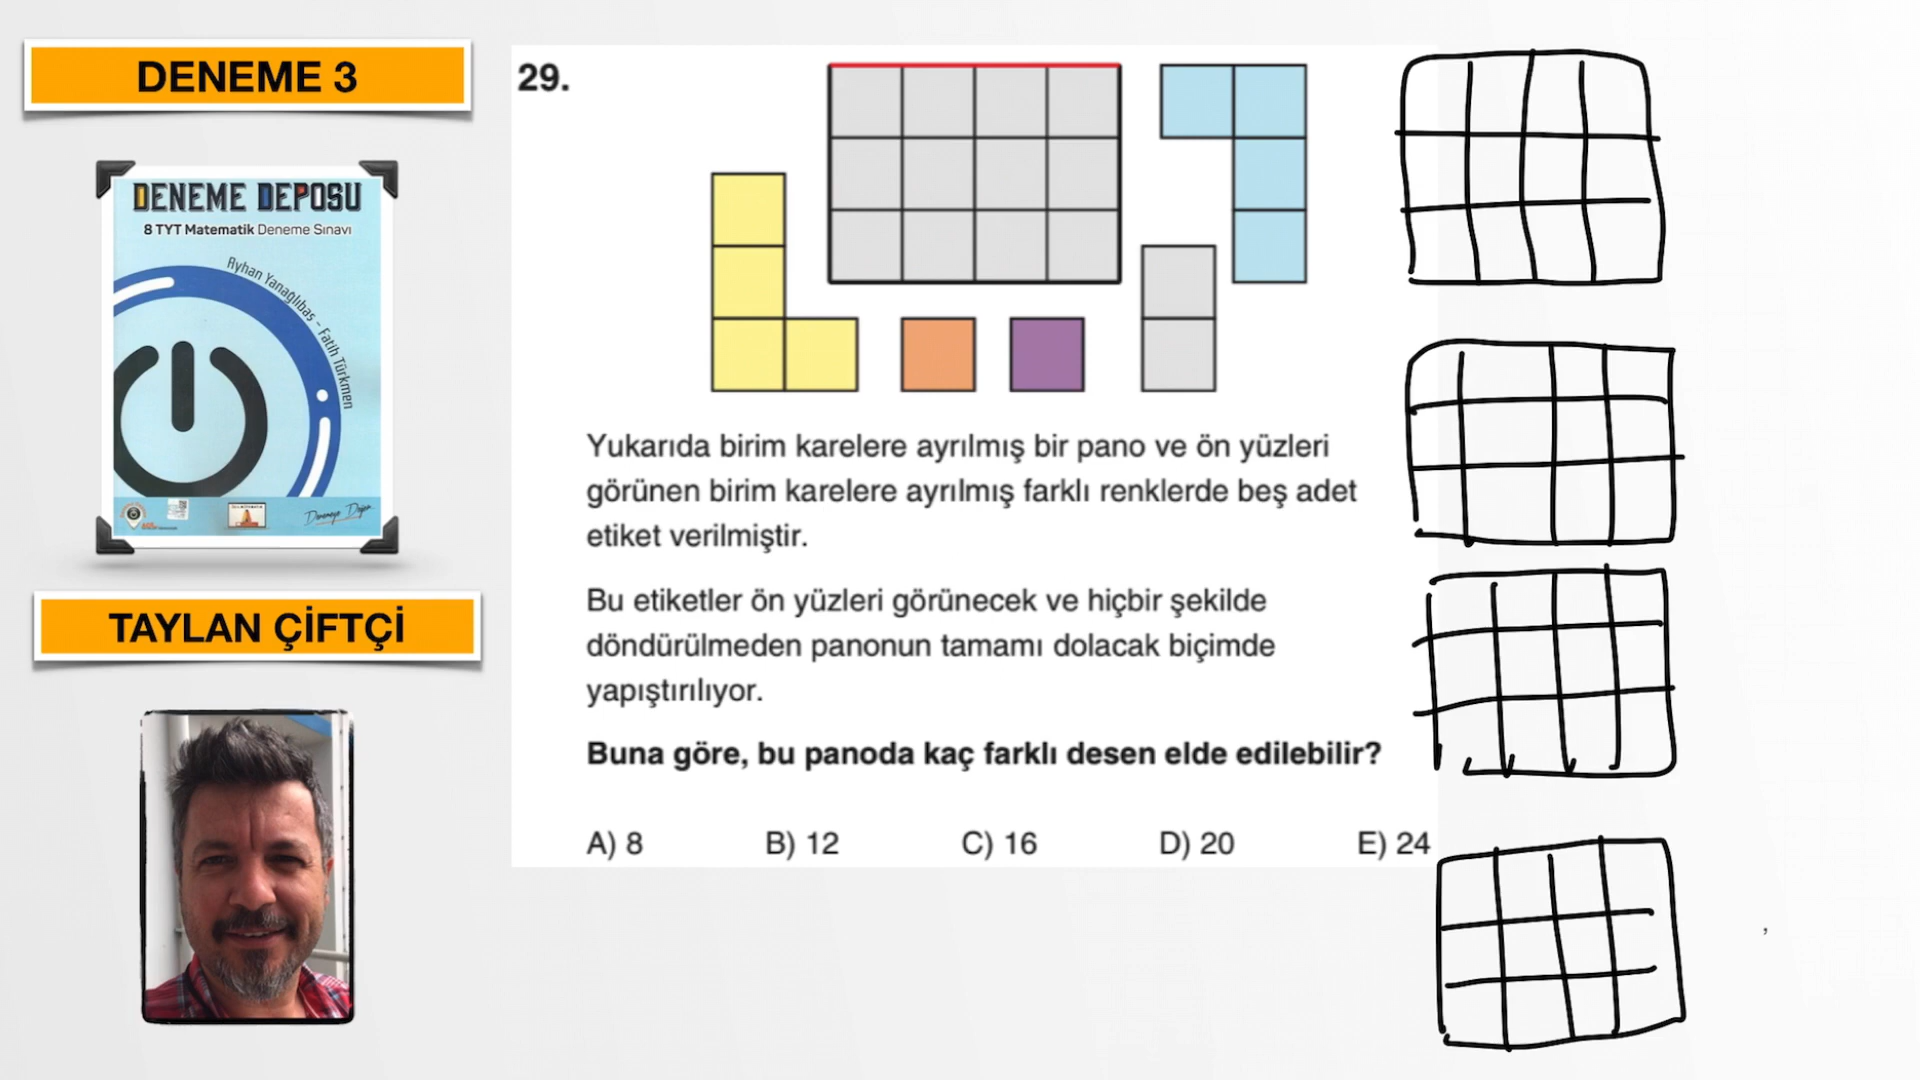 DENEME 3
DENEME DEPOSU
8 TYT Matematik Deneme Sınavı
Ayhan Yanağlıbaş - Fatih Türkmen
TAYLAN ÇİFTÇİ
29.
Yukarıda birim karelere ayrılmış bir pano ve ön yüzleri
görünen birim karelere ayrılmış farklı renklerde beş adet
etiket verilmiştir.
Bu etiketler ön yüzleri görünecek ve hiçbir şekilde
döndürülmeden panonun tamamı dolacak biçimde
yapıştırılıyor.
Buna göre, bu panoda kaç farklı desen elde edilebilir?
A) 8 B) 12 C) 16 D) 20 E) 24